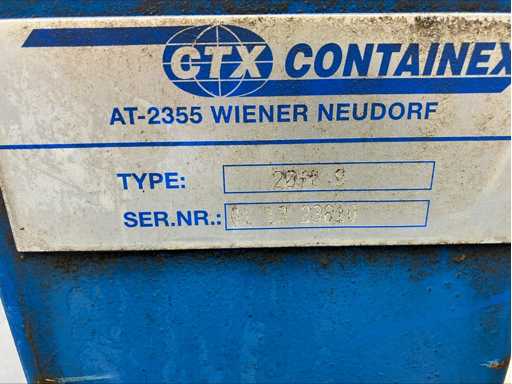 CTX CONTAINEX
AT-2355 WIENER NEUDORF
TYPE:
SER.NR.: